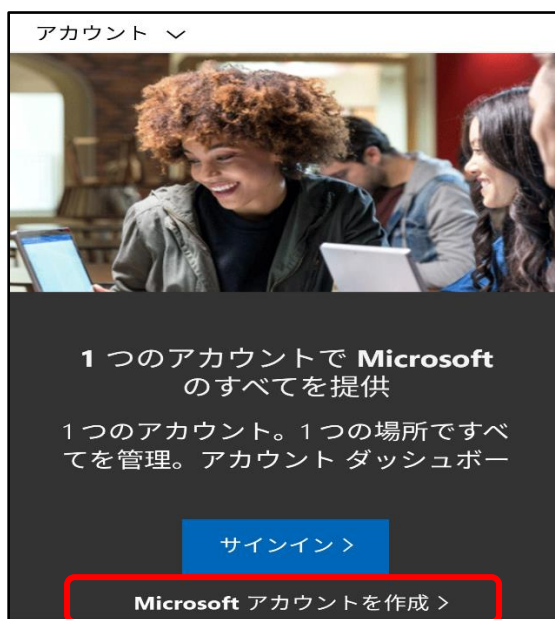 アカウント
1 つのアカウントで Microsoft
のすべてを提供
1つのアカウント。1つの場所ですべ
てを管理。アカウント ダッシュボー
サインイン >
Microsoft アカウントを作成 >